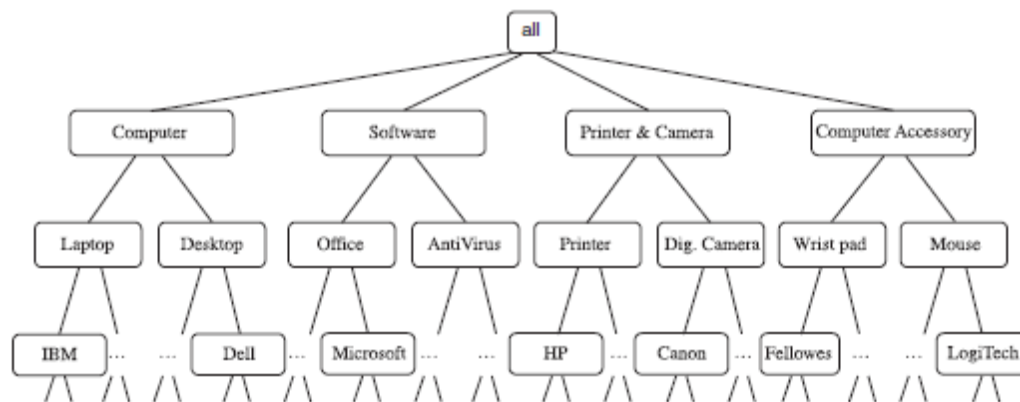 all
Computer
Software
Printer & Camera
Computer Accessory
Laptop
Desktop
Office
AntiVirus
Printer
Dig. Camera
Wrist pad
Mouse
IBM
...
...
Dell
...
Microsoft
...
...
HP
...
Canon
...
Fellowes
...
...
LogiTech